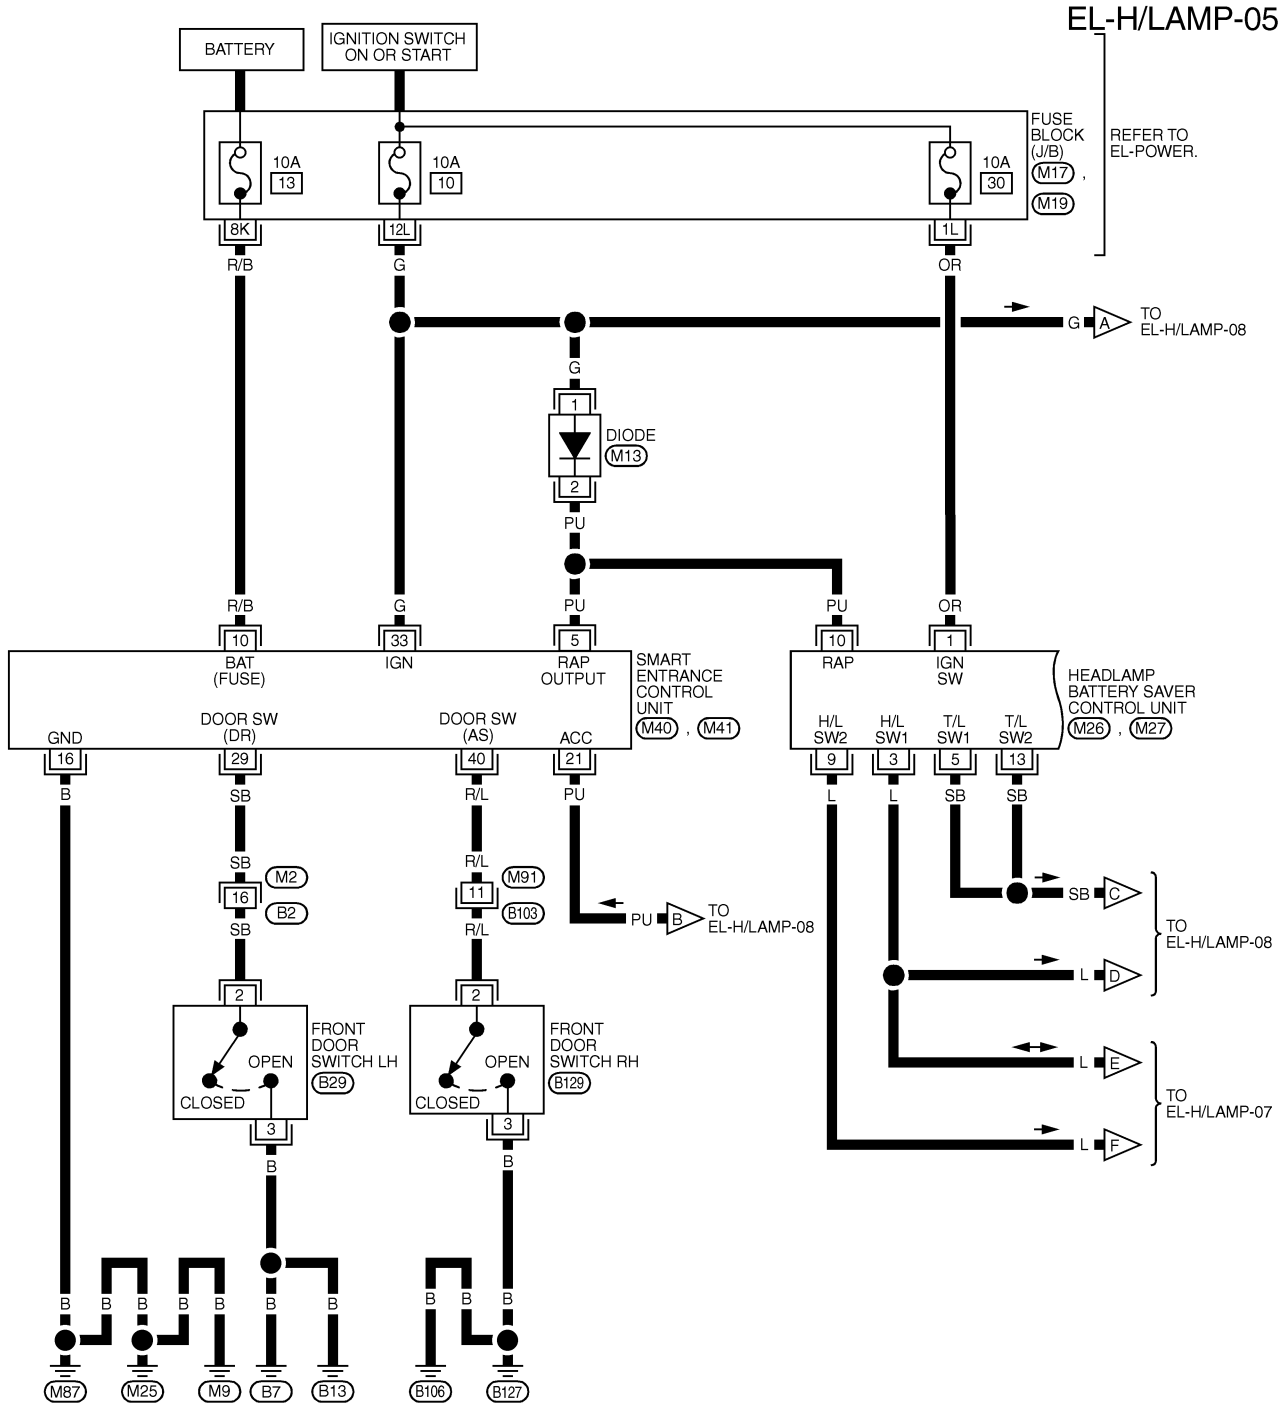 EL-H/LAMP-05
BATTERY
IGNITION SWITCH
ON OR START
FUSE
BLOCK
(J/B)
M17 ,
M19
REFER TO
EL-POWER.
10A
13
10A
10
10A
30
8K
12L
1L
R/B
G
OR
G
A
TO
EL-H/LAMP-08
G
1
DIODE
M13
2
PU
R/B
G
PU
PU
OR
10
33
5
10
1
BAT
(FUSE)
IGN
RAP
OUTPUT
SMART
ENTRANCE
CONTROL
UNIT
M40 , M41
RAP
IGN
SW
HEADLAMP
BATTERY SAVER
CONTROL UNIT
M26 , M27
GND
DOOR SW
(DR)
DOOR SW
(AS)
ACC
H/L
SW2
H/L
SW1
T/L
SW1
T/L
SW2
16
29
40
21
9
3
5
13
B
SB
R/L
PU
L
L
SB
SB
SB
M2
16
B2
SB
R/L
M91
11
B103
R/L
PU
B
TO
EL-H/LAMP-08
SB
C
L
D
TO
EL-H/LAMP-08
L
E
L
F
TO
EL-H/LAMP-07
2
FRONT
DOOR
SWITCH LH
B29
OPEN
CLOSED
3
2
FRONT
DOOR
SWITCH RH
B129
OPEN
CLOSED
3
B
B
B
B
B
B
B
B
B
B
B
B
M87
M25
M9
B7
B13
B106
B127